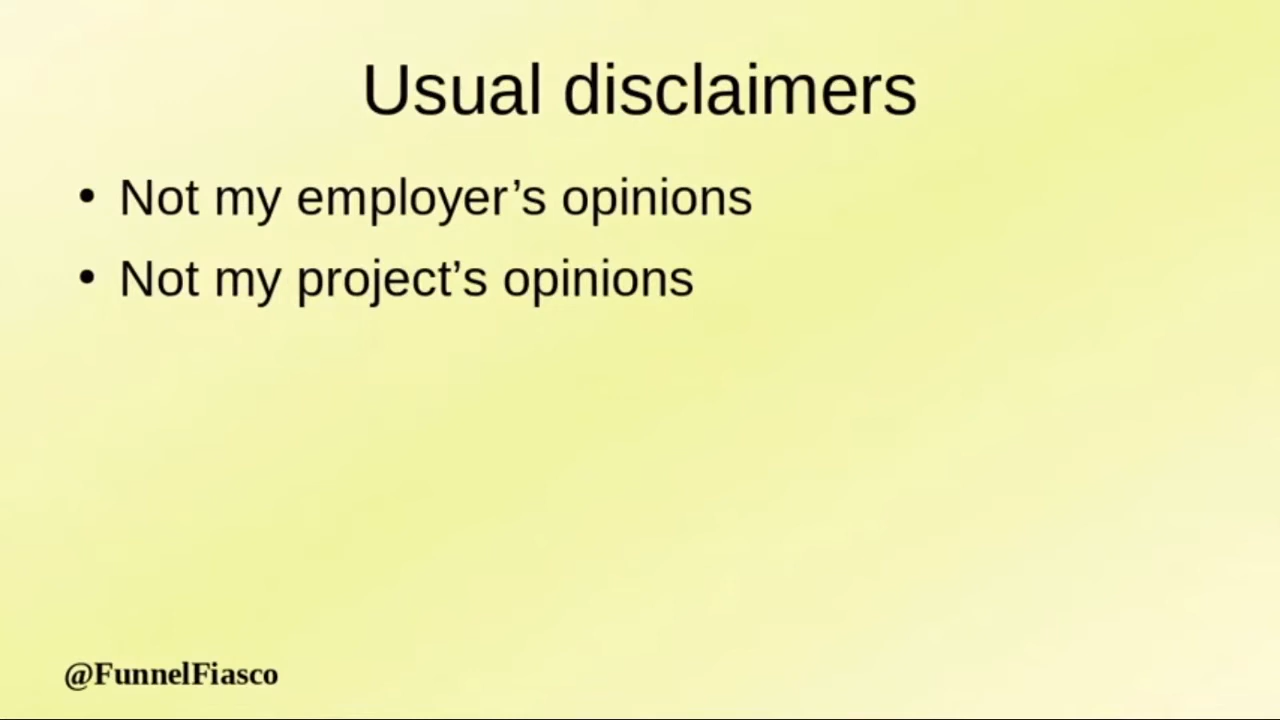 Usual disclaimers
• Not my employer’s opinions
• Not my project’s opinions
@FunnelFiasco